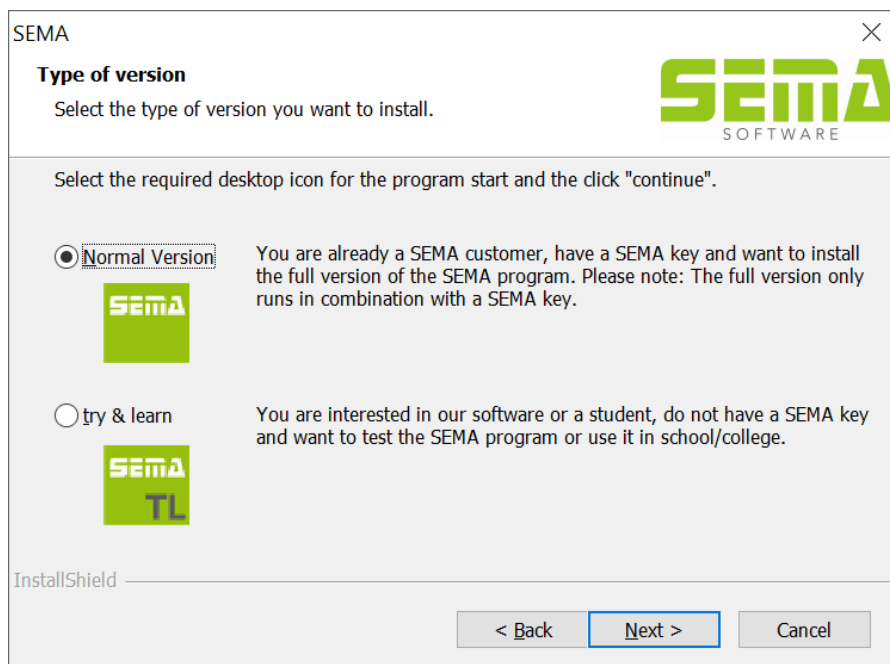 SEMA
Type of version
Select the type of version you want to install.
SEMA
SOFTWARE
Select the required desktop icon for the program start and the click "continue".
Normal Version
You are already a SEMA customer, have a SEMA key and want to install
the full version of the SEMA program. Please note: The full version only
runs in combination with a SEMA key.
SEMA
try & learn
You are interested in our software or a student, do not have a SEMA key
and want to test the SEMA program or use it in school/college.
SEMA
TL
InstallShield
< Back
Next >
Cancel